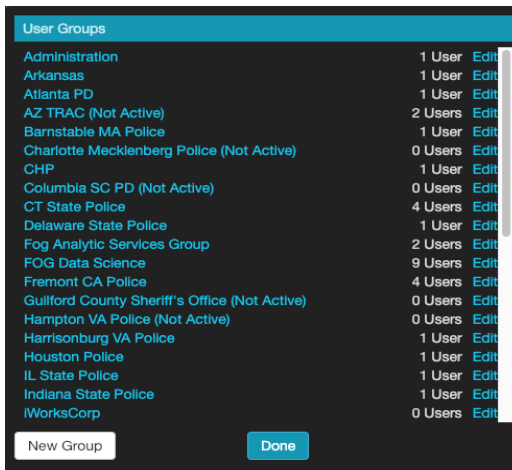 User Groups
Administration 1 User Edit
Arkansas 1 User Edit
Atlanta PD 1 User Edit
AZ TRAC (Not Active) 2 Users Edit
Barnstable MA Police 1 User Edit
Charlotte Mecklenberg Police (Not Active) 0 Users Edit
CHP 1 User Edit
Columbia SC PD (Not Active) 0 Users Edit
CT State Police 4 Users Edit
Delaware State Police 1 User Edit
Fog Analytic Services Group 2 Users Edit
FOG Data Science 9 Users Edit
Fremont CA Police 4 Users Edit
Guilford County Sheriff's Office (Not Active) 0 Users Edit
Hampton VA Police (Not Active) 0 Users Edit
Harrisonburg VA Police 1 User Edit
Houston Police 1 User Edit
IL State Police 1 User Edit
Indiana State Police 1 User Edit
iWorksCorp 0 Users Edit
New Group Done